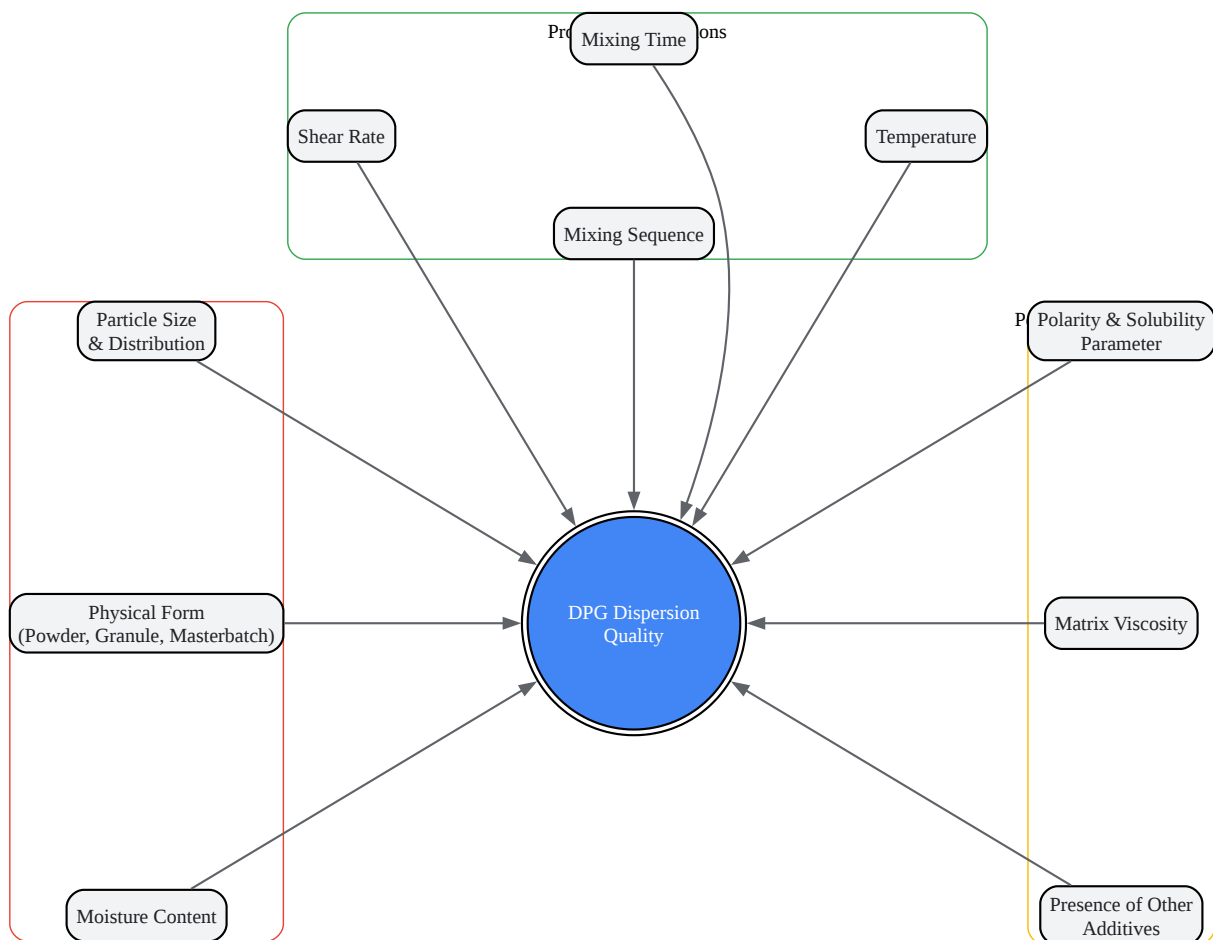 Mixing Time
Shear Rate
Temperature
Mixing Sequence
Particle Size
& Distribution
Polarity & Solubility
Parameter
Physical Form
(Powder, Granule, Masterbatch)
DPG Dispersion
Quality
Matrix Viscosity
Moisture Content
Presence of Other
Additives